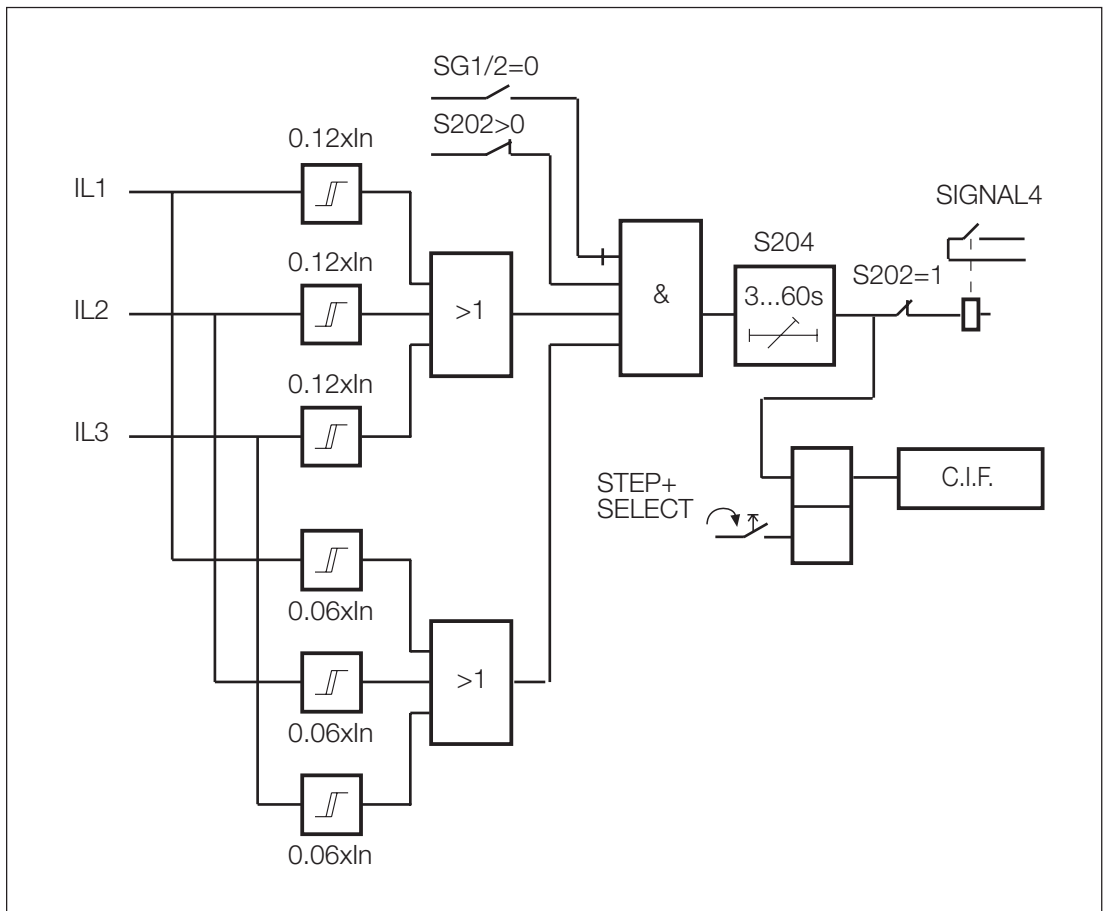 SG1/2=0
S202>0
0.12xIn
IL1
SIGNAL4
S204
0.12xIn
S202=1
IL2
>1
&
3...60s
0.12xIn
IL3
STEP+
SELECT
C.I.F.
0.06xIn
>1
0.06xIn
0.06xIn